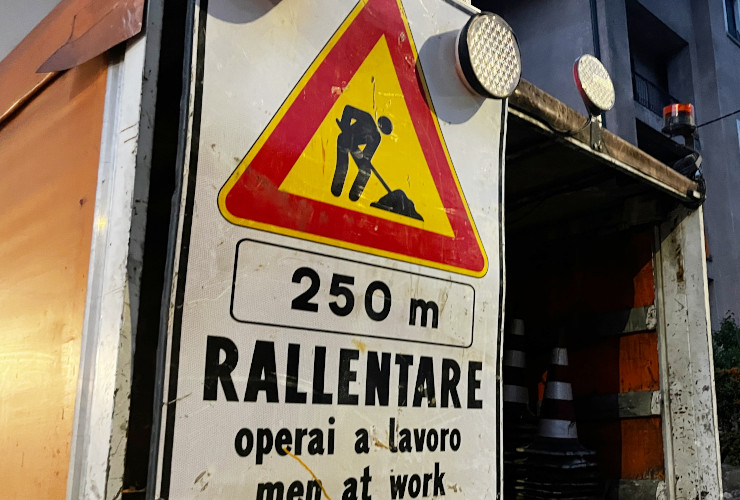 250 m
RALLENTARE
operai a lavoro
men at work